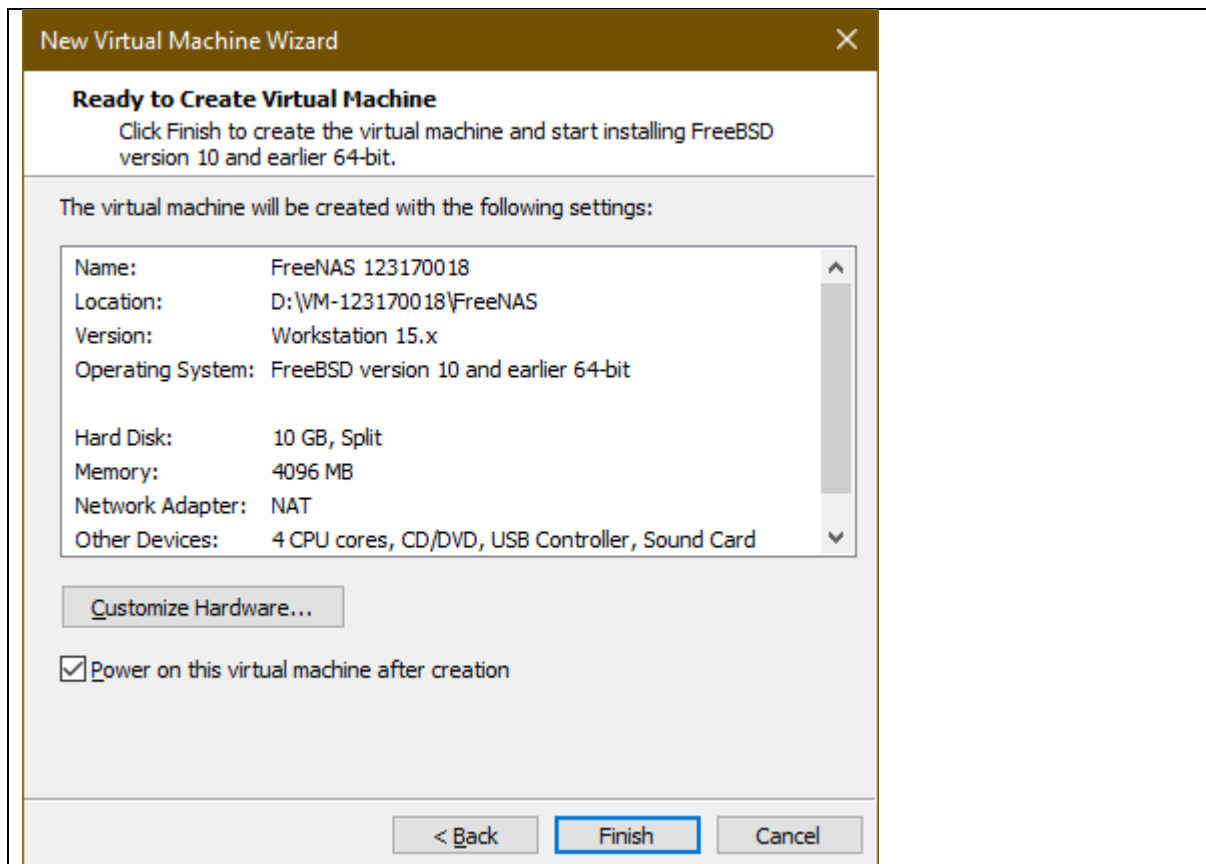 New Virtual Machine Wizard
Ready to Create Virtual Machine
Click Finish to create the virtual machine and start installing FreeBSD
version 10 and earlier 64-bit.
The virtual machine will be created with the following settings:
Name: FreeNAS 123170018
Location: D:\VM-123170018\FreeNAS
Version: Workstation 15.x
Operating System: FreeBSD version 10 and earlier 64-bit
Hard Disk: 10 GB, Split
Memory: 4096 MB
Network Adapter: NAT
Other Devices: 4 CPU cores, CD/DVD, USB Controller, Sound Card
Customize Hardware...
Power on this virtual machine after creation
< Back Finish Cancel